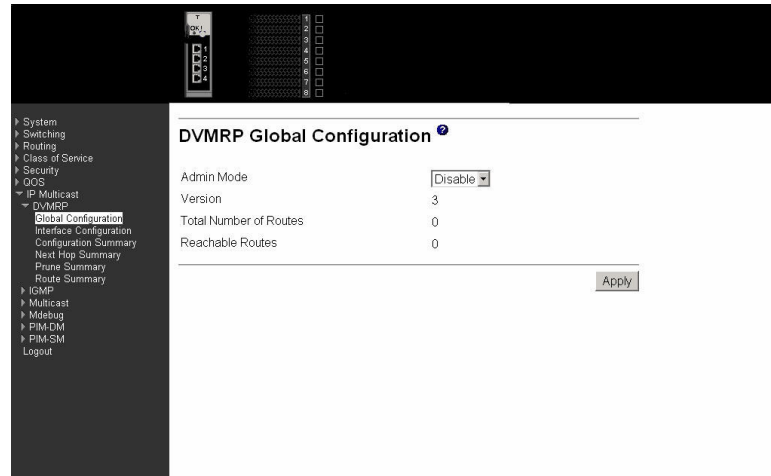 T
OK!
1
2
3
4
1
2
3
4
5
6
7
8
System
Switching
Routing
Class of Service
Security
QOS
IP Multicast
DVMRP
Global Configuration
Interface Configuration
Configuration Summary
Next Hop Summary
Prune Summary
Route Summary
IGMP
Multicast
Mdebug
PIM-DM
PIM-SM
Logout
DVMRP Global Configuration ?
Admin Mode Disable
Version 3
Total Number of Routes 0
Reachable Routes 0
Apply